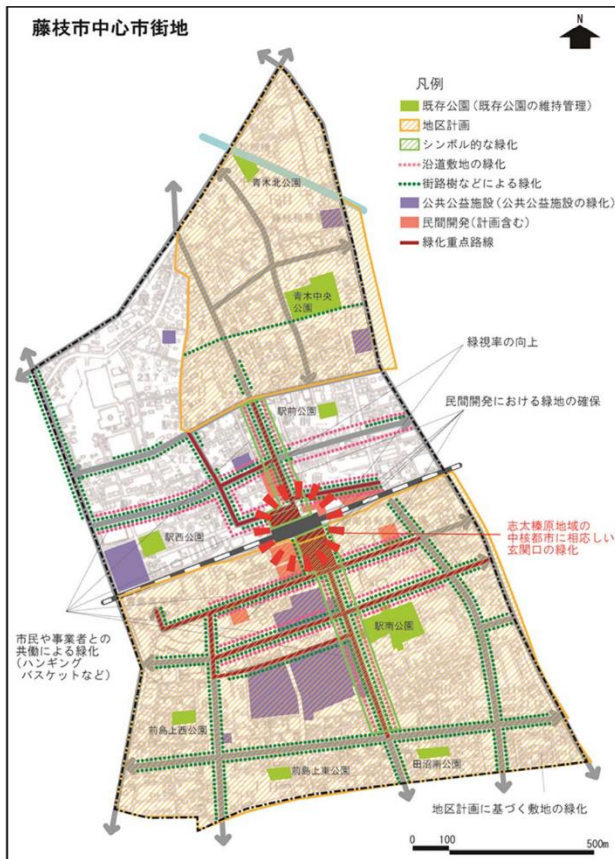 藤枝市中心市街地
N
凡例
既存公園(既存公園の維持管理)
地区計画
シンボル的な緑化
沿道敷地の緑化
街路樹などによる緑化
公共公益施設(公共公益施設の緑化)
民間開発(計画含む)
緑化重点路線
青木北公園
青木中央
公園
緑視率の向上
民間開発における緑地の確保
駅前公園
志太榛原地域の
中核都市に相応しい
玄関口の緑化
駅西公園
駅南公園
市民や事業者との
共働による緑化
(ハンギング
バスケットなど)
前島上西公園
前島上東公園
田沼南公園
地区計画に基づく敷地の緑化
0 100 500m